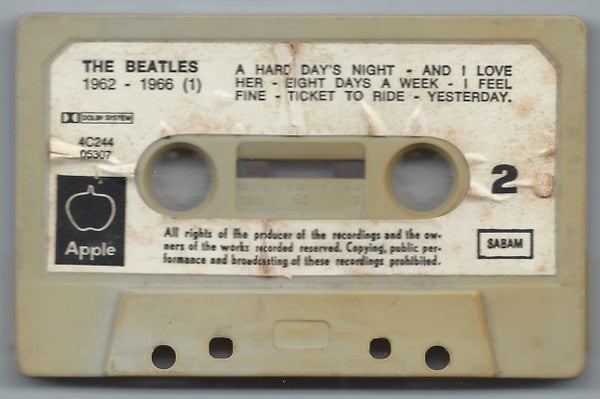 THE BEATLES
1962 - 1966 (1)
A HARD DAY'S NIGHT - AND I LOVE
HER - EIGHT DAYS A WEEK - I FEEL
FINE - TICKET TO RIDE - YESTERDAY.
DOLBY SYSTEM
4C244
05307
2
Apple
All rights of the producer of the recordings and the ow-
ners of the works recorded reserved. Copying, public per-
formance and broadcasting of these recordings prohibited.
SABAM